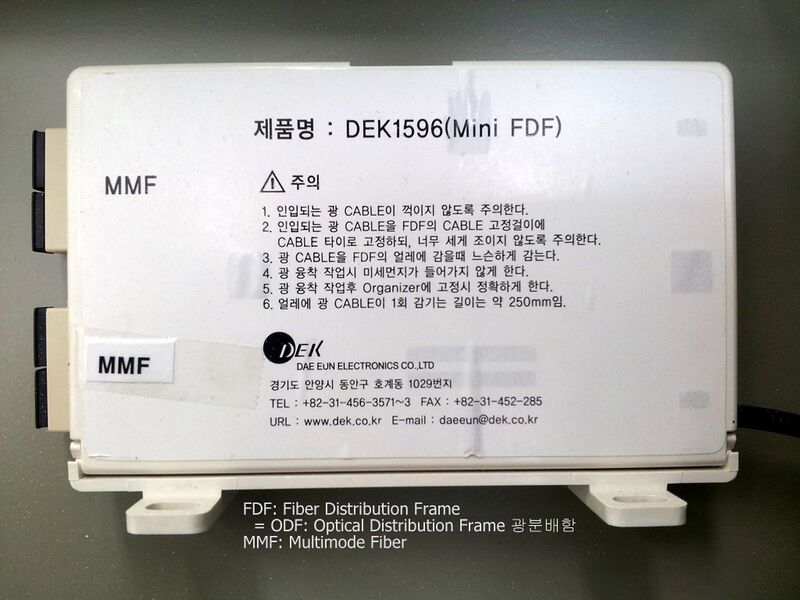 제품명 : DEK1596(Mini FDF)
MMF
주의
1. 인입되는 광 CABLE이 꺽이지 않도록 주의한다.
2. 인입되는 광 CABLE을 FDF의 CABLE 고정걸이에
CABLE 타이로 고정하되, 너무 세게 조이지 않도록 주의한다.
3. 광 CABLE을 FDF의 얼레에 감을때 느슨하게 감는다.
4. 광 융착 작업시 미세먼지가 들어가지 않게 한다.
5. 광 융착 작업후 Organizer에 고정시 정확하게 한다.
6. 얼레에 광 CABLE이 1회 감기는 길이는 약 250mm임.
MMF
DEK
DAE EUN ELECTRONICS CO.,LTD
경기도 안양시 동안구 호계동 1029번지
TEL : +82-31-456-3571~3 FAX : +82-31-452-285
URL : www.dek.co.kr E-mail : daeeun@dek.co.kr
FDF: Fiber Distribution Frame
= ODF: Optical Distribution Frame 광분배함
MMF: Multimode Fiber